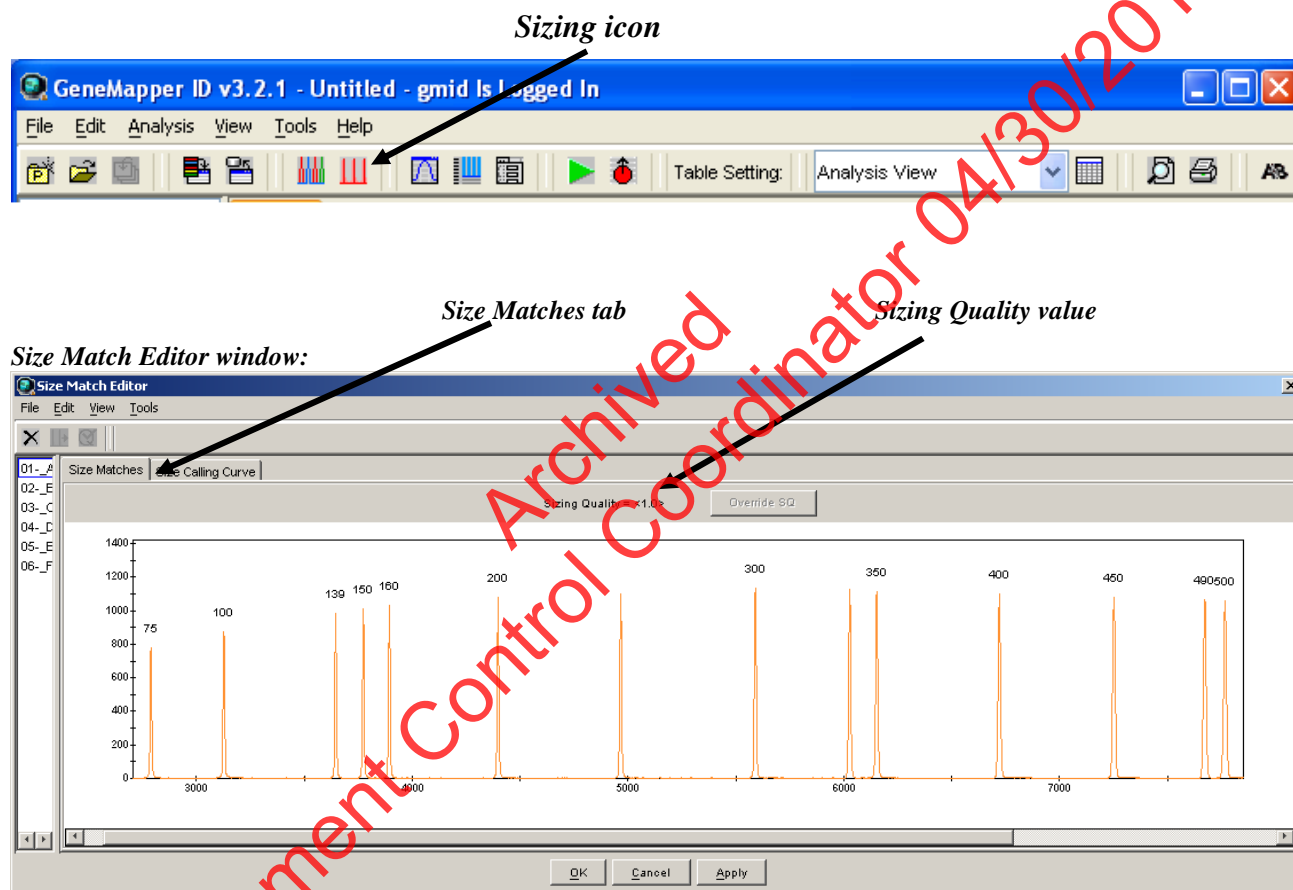 Sizing icon
GeneMapper ID v3.2.1 - Untitled - gmid Is Logged In
File Edit Analysis View Tools Help
Table Setting: Analysis View
Size Matches tab
Sizing Quality value
Size Match Editor window:
Size Match Editor
File Edit View Tools
Size Matches Size Calling Curve
Sizing Quality = <1.0>
Override SQ
01-_A
02-_E
03-_C
04-_D
05-_E
06-_F
1400
1200
1000
800
600
400
200
0
75 100 139 150 160 200 300 350 400 450 490 500
3000 4000 5000 6000 7000
OK Cancel Apply
Archived
ment Control Coordinator 04/30/201